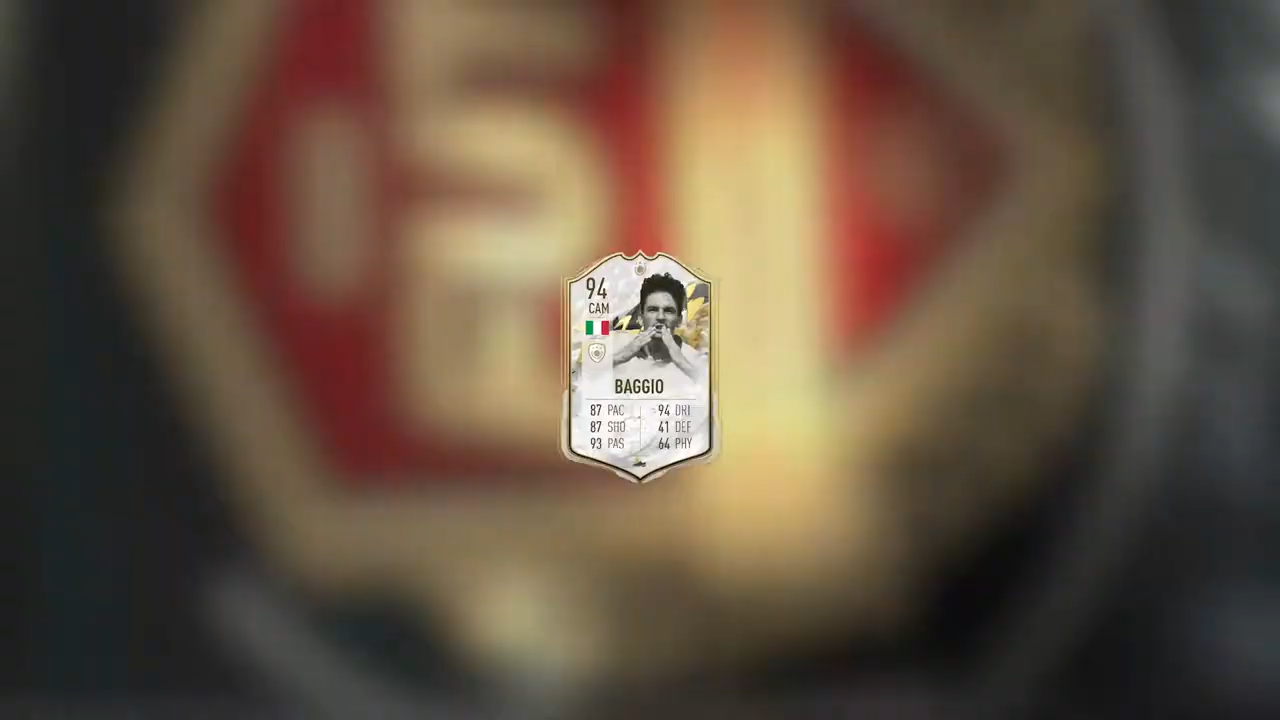 94
CAM
BAGGIO
87 PAC
87 SHO
93 PAS
94 DRI
41 DEF
64 PHY